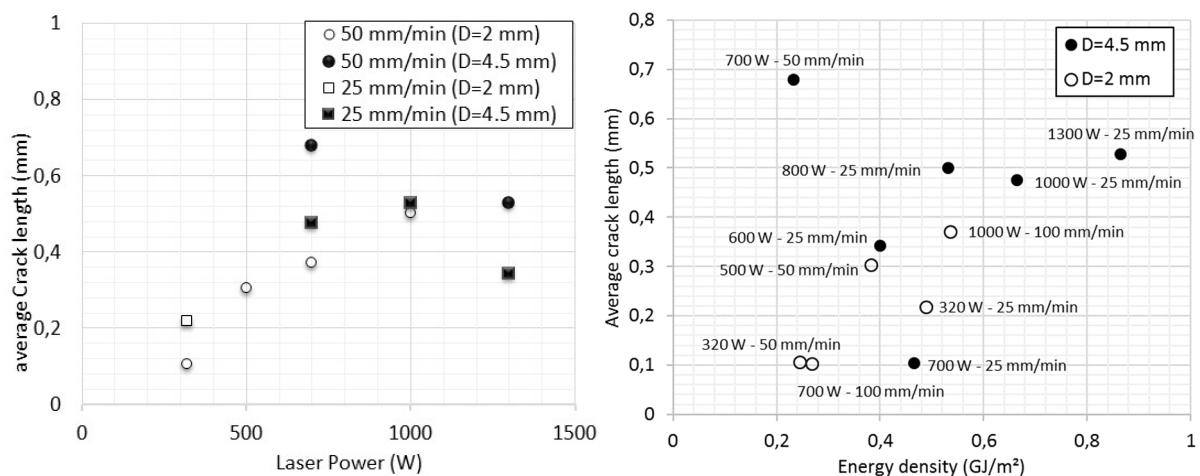 1
0,8
0,6
0,4
0,2
0
average Crack length (mm)
50 mm/min (D=2 mm)
50 mm/min (D=4.5 mm)
25 mm/min (D=2 mm)
25 mm/min (D=4.5 mm)
0
500
1000
1500
Laser Power (W)
0,8
0,7
0,6
0,5
0,4
0,3
0,2
0,1
0
Average crack length (mm)
D=4.5 mm
D=2 mm
700 W - 50 mm/min
1300 W - 25 mm/min
800 W - 25 mm/min
1000 W - 25 mm/min
600 W - 25 mm/min
1000 W - 100 mm/min
500 W - 50 mm/min
320 W - 25 mm/min
320 W - 50 mm/min
700 W - 25 mm/min
700 W - 100 mm/min
0
0,2
0,4
0,6
0,8
1
Energy density (GJ/m²)